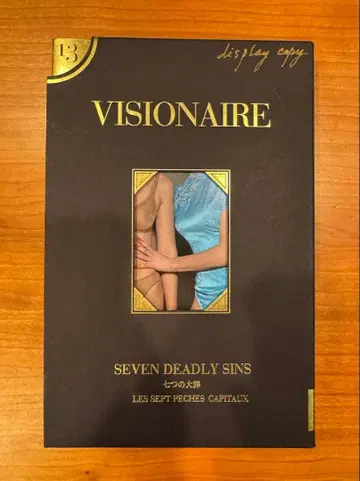 13
display copy
VISIONAIRE
SEVEN DEADLY SINS
七つの大罪
LES SEPT PECHES CAPITAUX